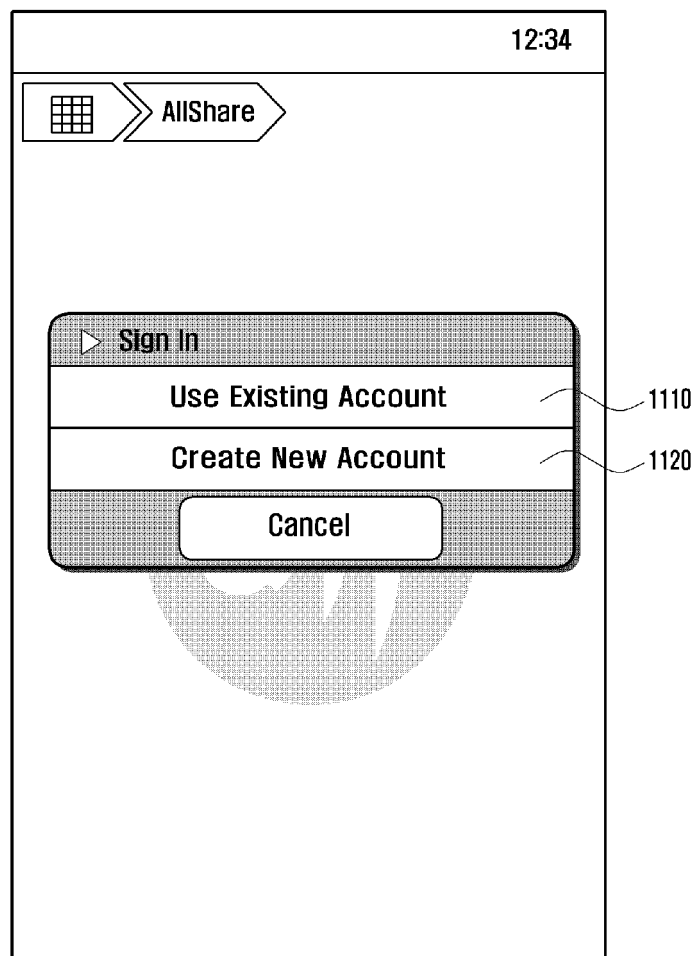 12:34
AllShare
Sign In
Use Existing Account
1110
Create New Account
1120
Cancel